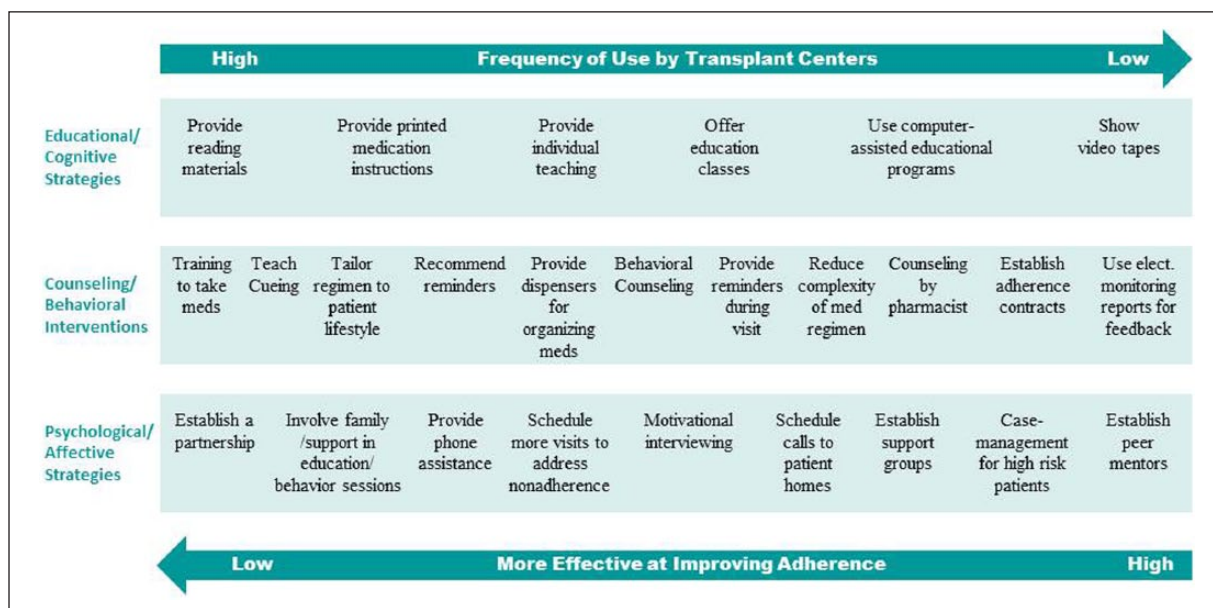 High Frequency of Use by Transplant Centers Low
Educational/
Cognitive
Strategies
Provide
reading
materials
Provide printed
medication
instructions
Provide
individual
teaching
Offer
education
classes
Use computer-
assisted educational
programs
Show
video tapes
Counseling/
Behavioral
Interventions
Training
to take
meds
Teach
Cueing
Tailor
regimen to
patient
lifestyle
Recommend
reminders
Provide
dispensers
for
organizing
meds
Behavioral
Counseling
Provide
reminders
during
visit
Reduce
complexity
of med
regimen
Counseling
by
pharmacist
Establish
adherence
contracts
Use elect.
monitoring
reports for
feedback
Psychological/
Affective
Strategies
Establish a
partnership
Involve family
/support in
education/
behavior sessions
Provide
phone
assistance
Schedule
more visits to
address
nonadherence
Motivational
interviewing
Schedule
calls to
patient
homes
Establish
support
groups
Case-
management
for high risk
patients
Establish
peer
mentors
Low More Effective at Improving Adherence High